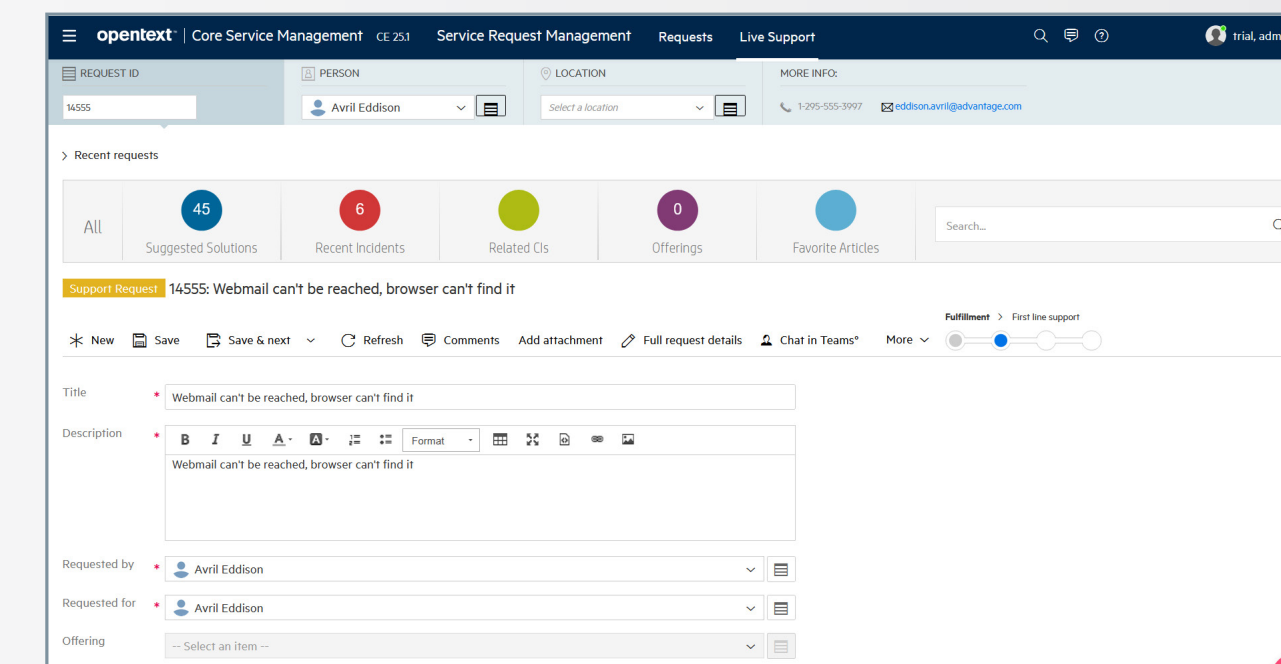 opentext™ | Core Service Management CE 25.1 Service Request Management Requests Live Support trial, adm
REQUEST ID PERSON LOCATION MORE INFO:
14555 Avril Eddison Select a location 1-295-555-3997 eddison.avril@advantage.com
> Recent requests
All 45 6 0
Suggested Solutions Recent Incidents Related CIs Offerings Favorite Articles Search...
Support Request 14555: Webmail can't be reached, browser can't find it
Fulfillment > First line support
New Save Save & next Refresh Comments Add attachment Full request details Chat in Teams° More
Title * Webmail can't be reached, browser can't find it
Description * B I U A A Format
Webmail can't be reached, browser can't find it
Requested by * Avril Eddison
Requested for * Avril Eddison
Offering -- Select an item --